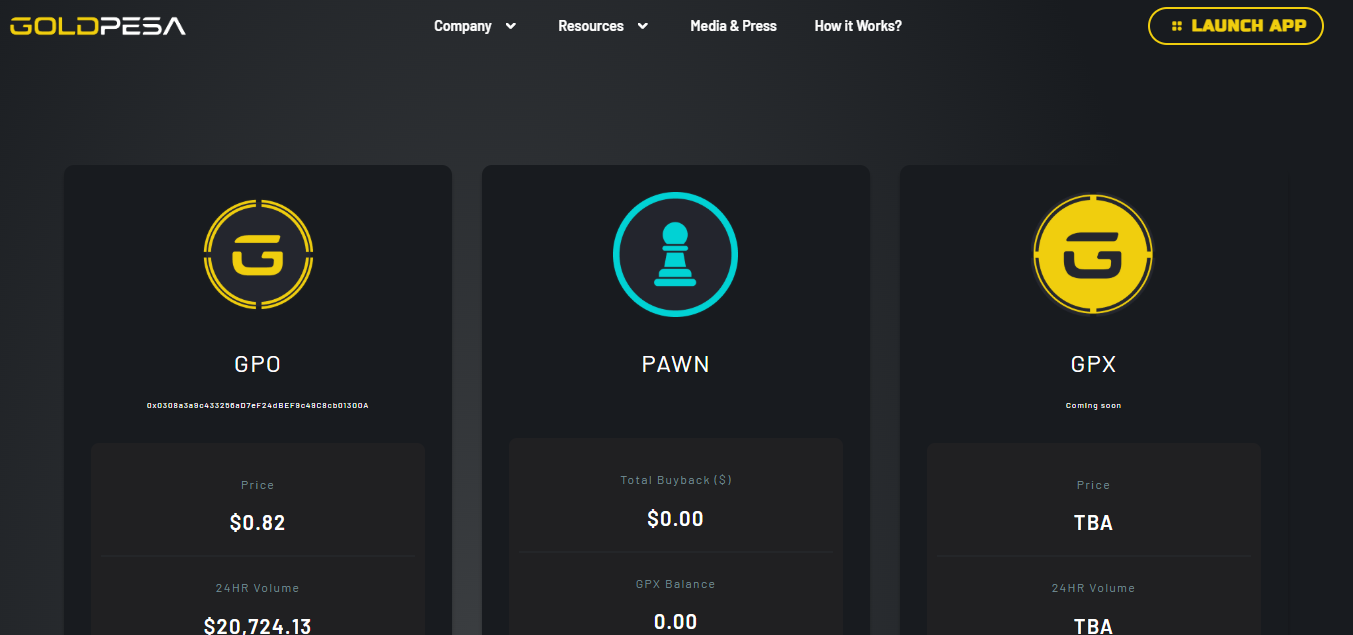 GOLDPESA
Company Resources Media & Press How it Works?
LAUNCH APP
GPO
0x0308a3a9c433256aD7eF24dBEF9c49C8cb01300A
Price
$0.82
24HR Volume
$20,724.13
PAWN
Total Buyback ($)
$0.00
GPX Balance
0.00
GPX
Coming soon
Price
TBA
24HR Volume
TBA